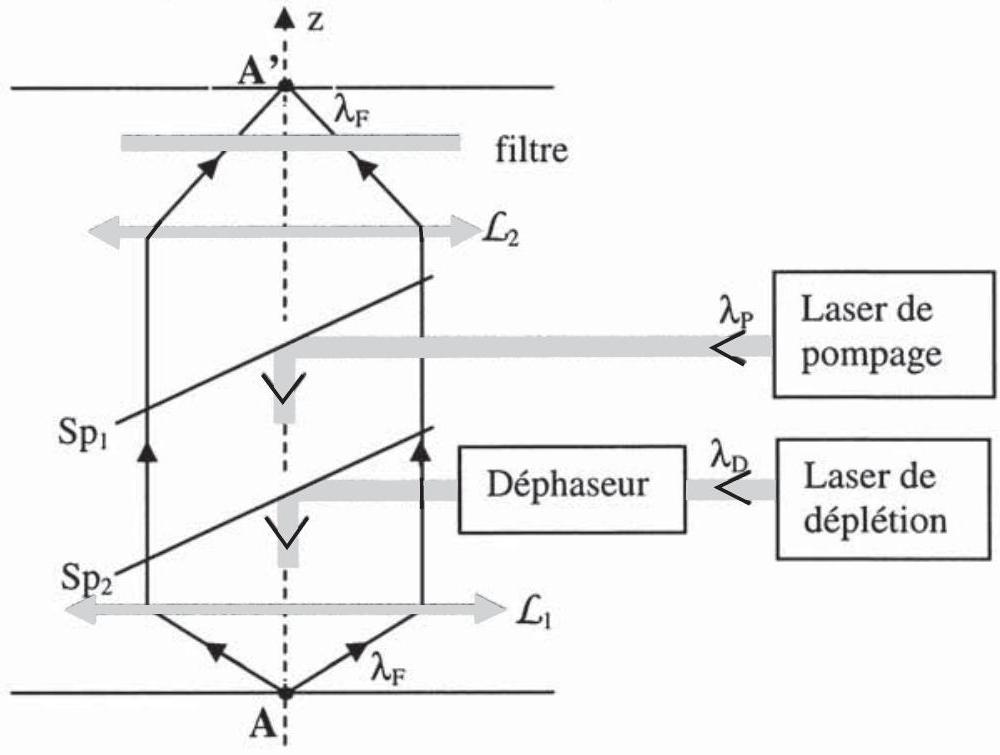 z
A’
λF
filtre
ℒ2
λP
Laser de
pompage
Sp1
λD
Déphaseur
Laser de
déplétion
Sp2
ℒ1
λF
A